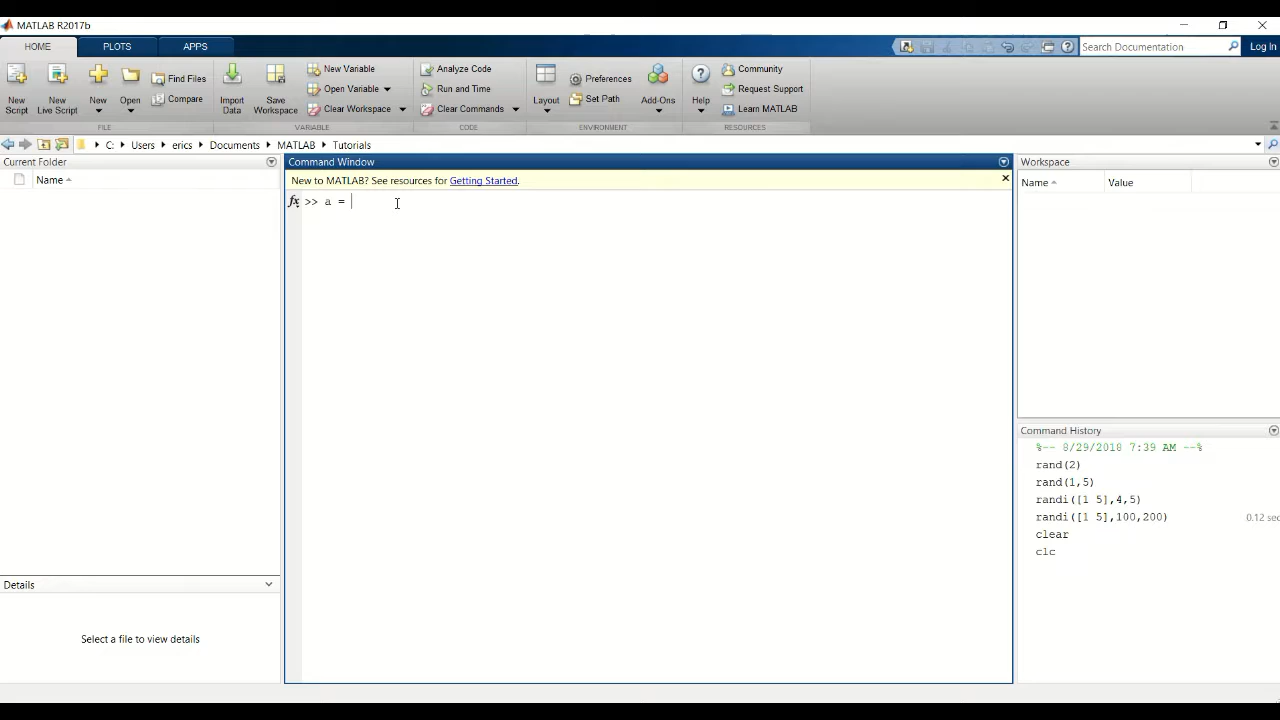 MATLAB R2017b
HOME PLOTS APPS
Search Documentation Log In
New Script
New Live Script
New
Open
Find Files
Compare
FILE
Import Data
Save Workspace
New Variable
Open Variable
Clear Workspace
VARIABLE
Analyze Code
Run and Time
Clear Commands
CODE
Layout
Preferences
Set Path
Add-Ons
ENVIRONMENT
Help
Community
Request Support
Learn MATLAB
RESOURCES
C: Users erics Documents MATLAB Tutorials
Current Folder
Name
Details
Select a file to view details
Command Window
New to MATLAB? See resources for Getting Started.
fx >> a =
Workspace
Name Value
Command History
%-- 8/29/2018 7:39 AM --%
rand(2)
rand(1,5)
randi([1 5],4,5)
randi([1 5],100,200) 0.12 sec
clear
clc